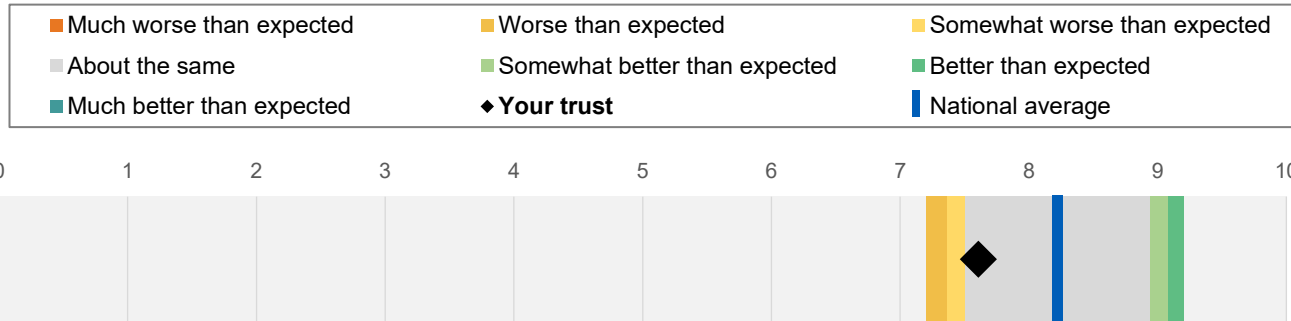 Much worse than expected Worse than expected Somewhat worse than expected
About the same Somewhat better than expected Better than expected
Much better than expected Your trust National average
0 1 2 3 4 5 6 7 8 9 10